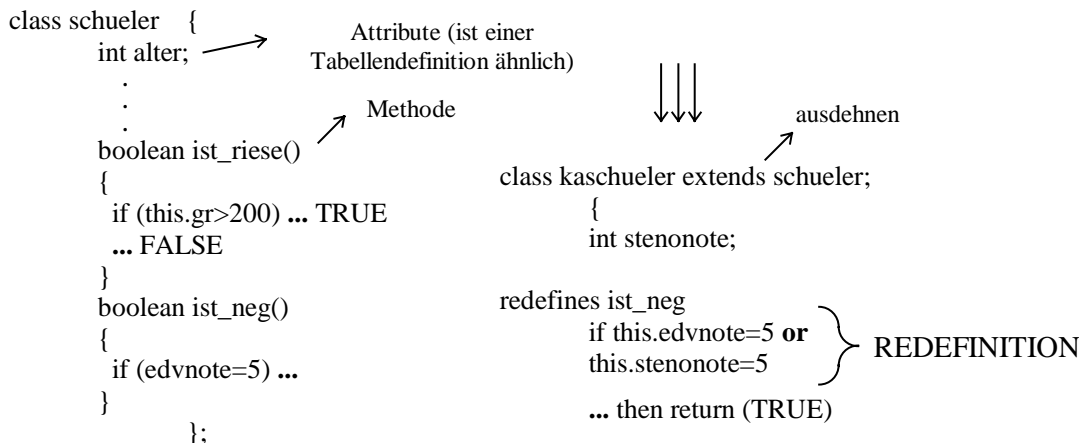 class schueler {
int alter;
Attribute (ist einer
Tabellendefinition ähnlich)
.
.
.
Methode
boolean ist_riese()
{
if (this.gr>200) ... TRUE
... FALSE
}
boolean ist_neg()
{
if (edvnote=5) ...
}
};
ausdehnen
class kaschueler extends schueler;
{
int stenonote;
redefines ist_neg
if this.edvnote=5 or
this.stenonote=5
REDEFINITION
... then return (TRUE)